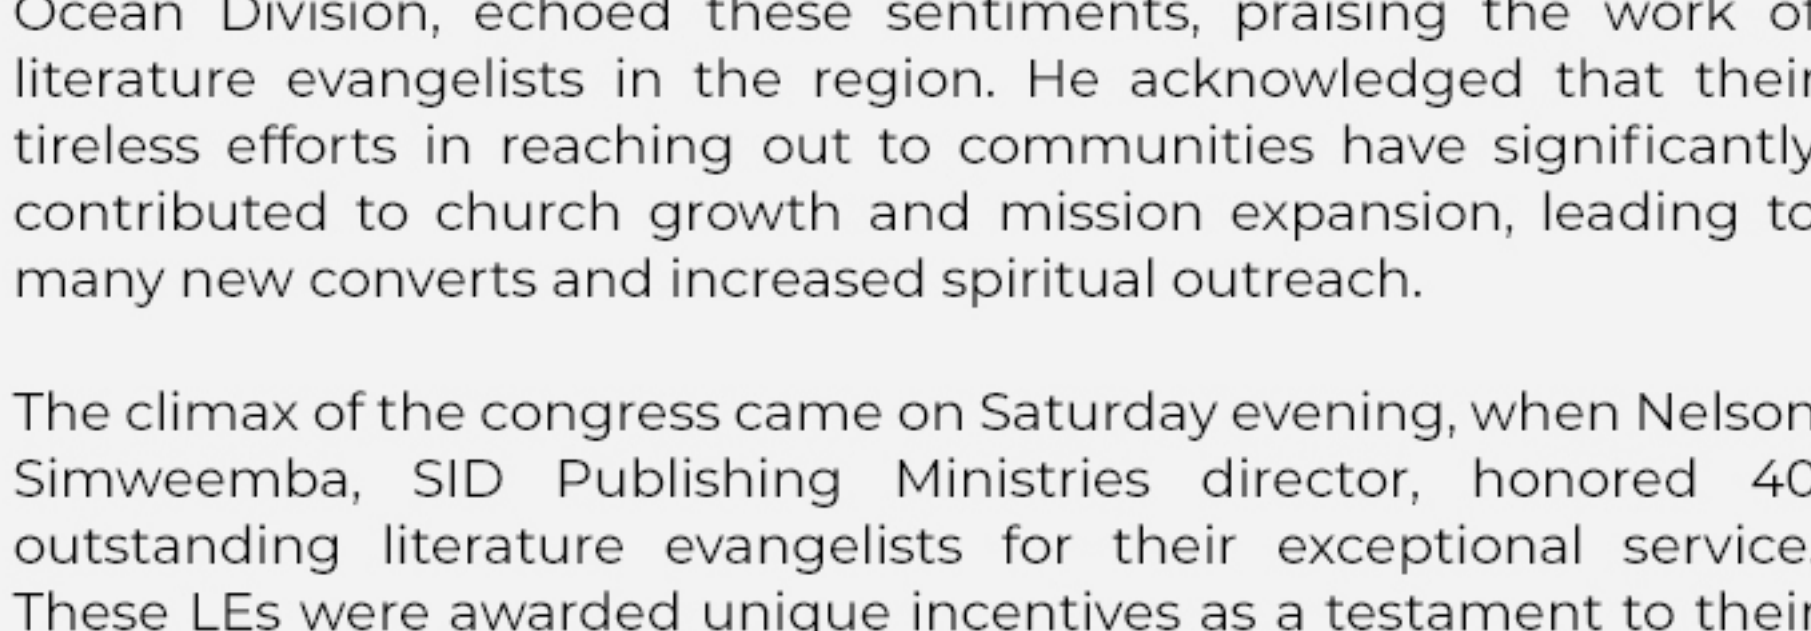 Ocean Division, echoed these sentiments, praising the work of
literature evangelists in the region. He acknowledged that their
tireless efforts in reaching out to communities have significantly
contributed to church growth and mission expansion, leading to
many new converts and increased spiritual outreach.
The climax of the congress came on Saturday evening, when Nelson
Simweemba, SID Publishing Ministries director, honored 40
outstanding literature evangelists for their exceptional service.
These LEs were awarded unique incentives as a testament to their